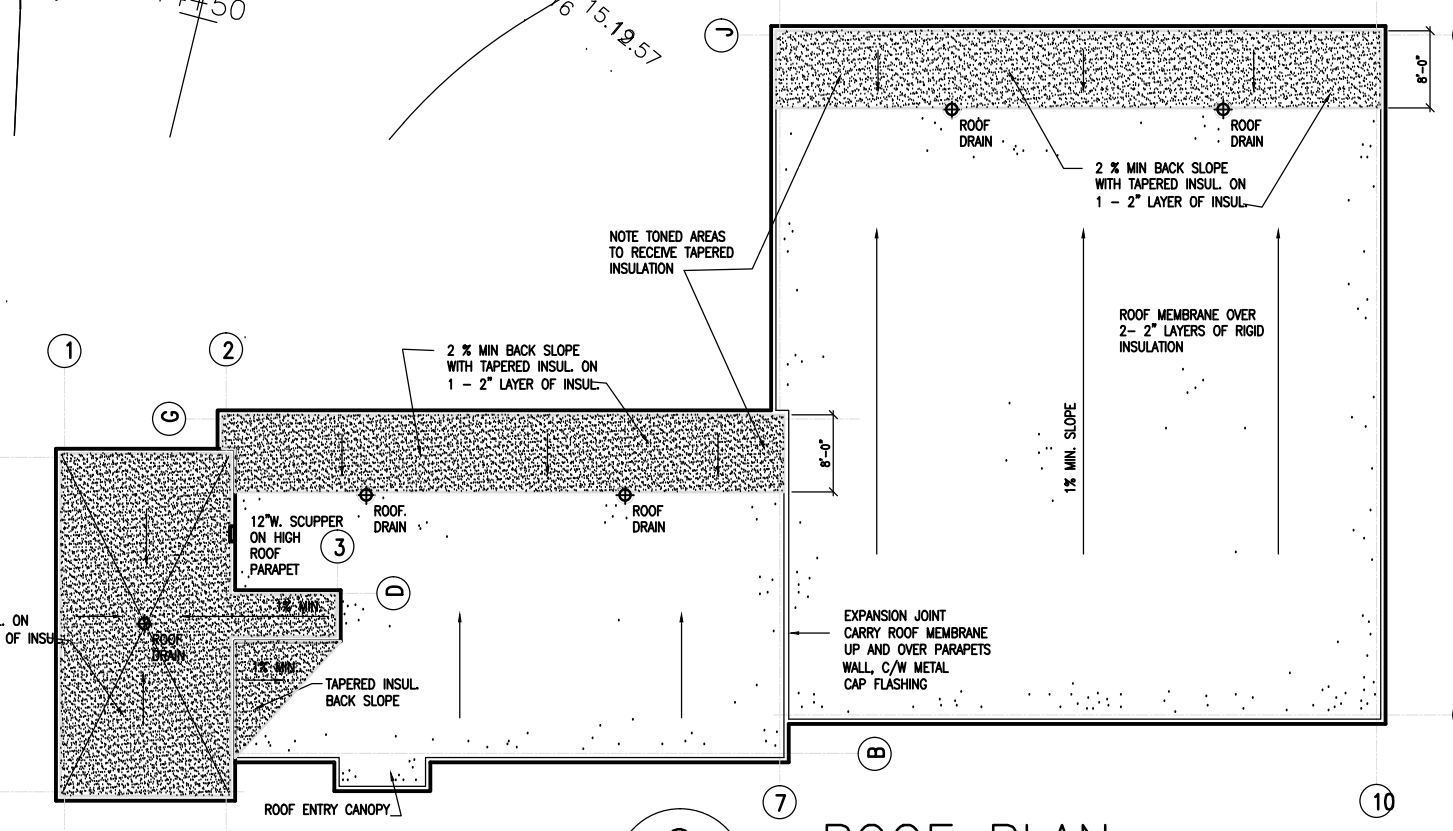 15.19.57
J
8'-0"
ROOF
DRAIN
ROOF
DRAIN
2 % MIN BACK SLOPE
WITH TAPERED INSUL. ON
1 - 2" LAYER OF INSUL.
NOTE TONED AREAS
TO RECEIVE TAPERED
INSULATION
ROOF MEMBRANE OVER
2- 2" LAYERS OF RIGID
INSULATION
1
2
2 % MIN BACK SLOPE
WITH TAPERED INSUL. ON
1 - 2" LAYER OF INSUL.
G
8'-0"
1% MIN. SLOPE
ROOF.
DRAIN
ROOF
DRAIN
12"W. SCUPPER
ON HIGH
ROOF
PARAPET
3
D
1% MIN.
. ON
OF INSUL.
ROOF
DRAIN
1% MIN.
TAPERED INSUL.
BACK SLOPE
EXPANSION JOINT
CARRY ROOF MEMBRANE
UP AND OVER PARAPETS
WALL, C/W METAL
CAP FLASHING
B
ROOF ENTRY CANOPY
7
10
ROOF PLAN